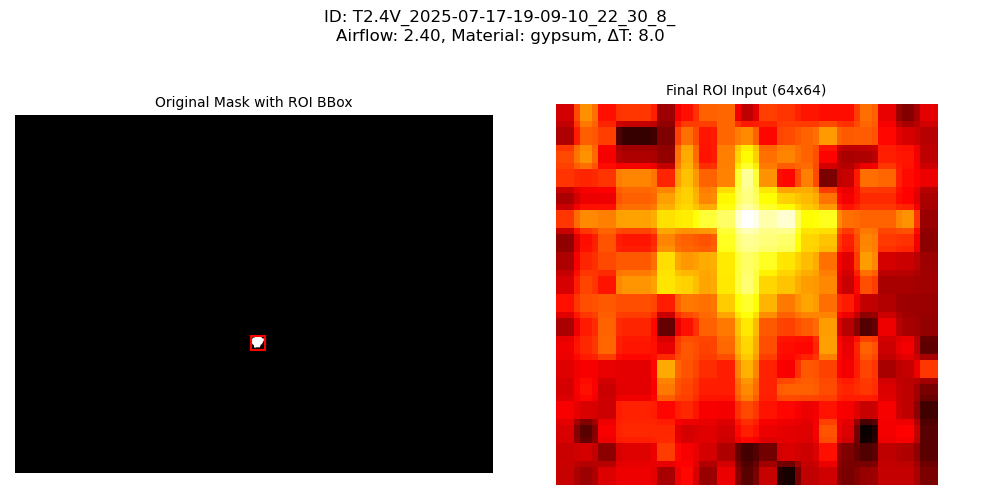 ID: T2.4V_2025-07-17-19-09-10_22_30_8_
Airflow: 2.40, Material: gypsum, ΔT: 8.0
Original Mask with ROI BBox
Final ROI Input (64x64)